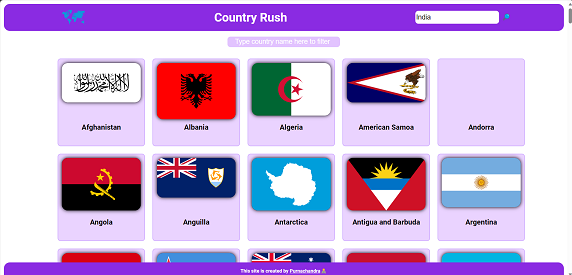 Country Rush
India
Type country name here to filter
Afghanistan
Albania
Algeria
American Samoa
Andorra
Angola
Anguilla
Antarctica
Antigua and Barbuda
Argentina
This site is created by Purnachandra